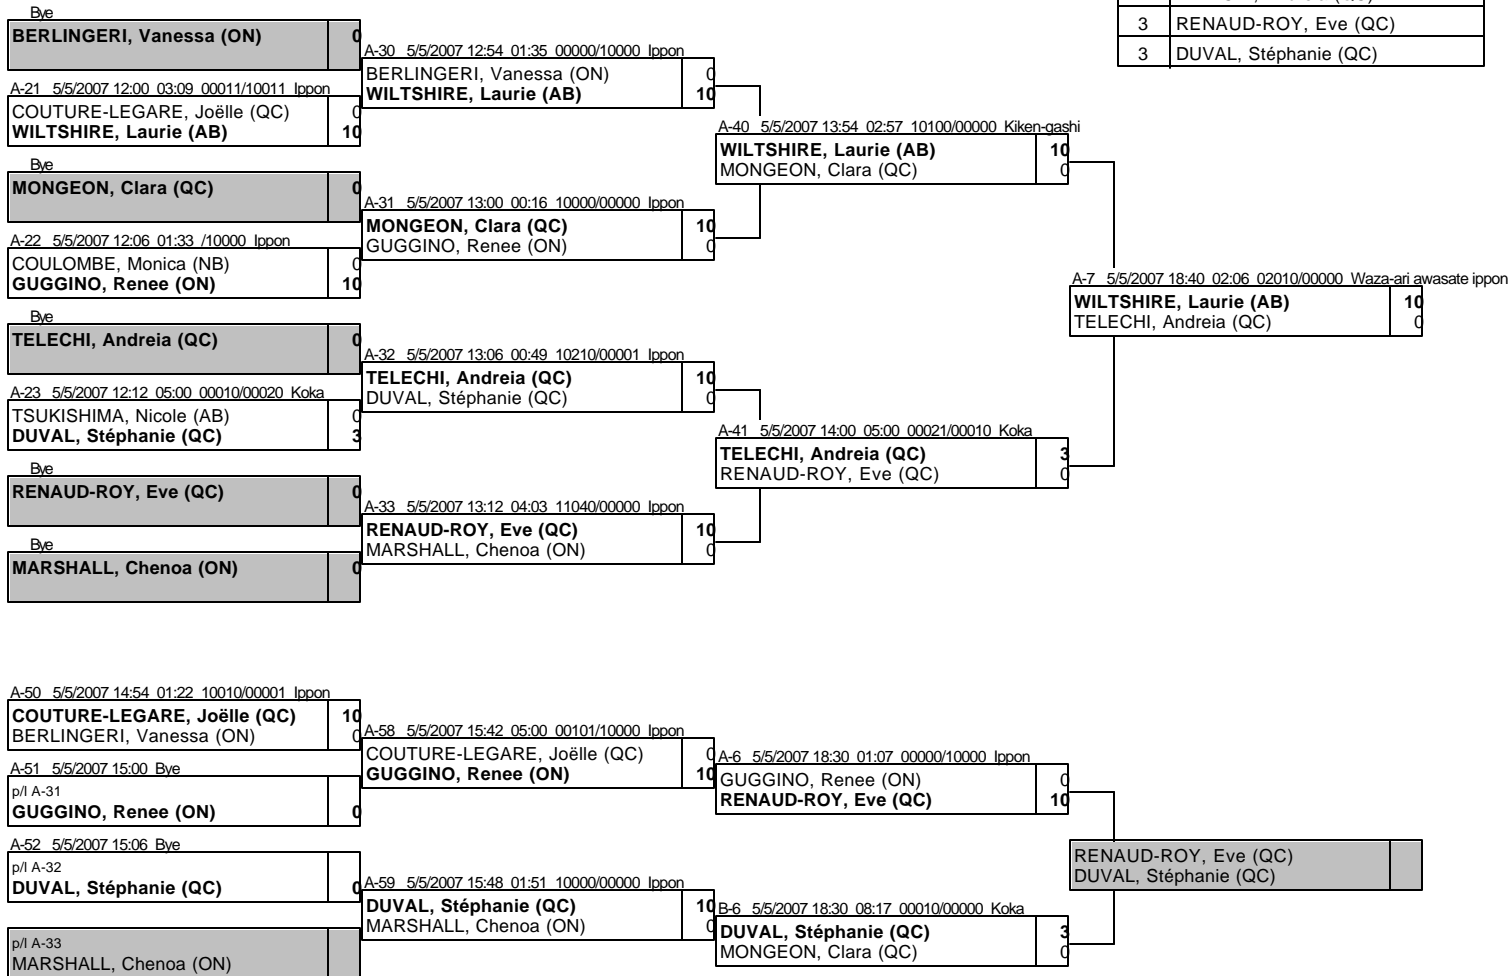 3 RENAUD-ROY, Eve (QC)
3 DUVAL, Stéphanie (QC)
Bye
BERLINGERI, Vanessa (ON) 0
A-21 5/5/2007 12:00 03:09 00011/10011 Ippon
COUTURE-LEGARE, Joëlle (QC) 0
WILTSHIRE, Laurie (AB) 10
Bye
MONGEON, Clara (QC) 0
A-22 5/5/2007 12:06 01:33 /10000 Ippon
COULOMBE, Monica (NB) 0
GUGGINO, Renee (ON) 10
Bye
TELECHI, Andreia (QC) 0
A-23 5/5/2007 12:12 05:00 00010/00020 Koka
TSUKISHIMA, Nicole (AB) 0
DUVAL, Stéphanie (QC) 3
Bye
RENAUD-ROY, Eve (QC) 0
Bye
MARSHALL, Chenoa (ON) 0
A-30 5/5/2007 12:54 01:35 00000/10000 Ippon
BERLINGERI, Vanessa (ON) 0
WILTSHIRE, Laurie (AB) 10
A-31 5/5/2007 13:00 00:16 10000/00000 Ippon
MONGEON, Clara (QC) 10
GUGGINO, Renee (ON) 0
A-32 5/5/2007 13:06 00:49 10210/00001 Ippon
TELECHI, Andreia (QC) 10
DUVAL, Stéphanie (QC) 0
A-33 5/5/2007 13:12 04:03 11040/00000 Ippon
RENAUD-ROY, Eve (QC) 10
MARSHALL, Chenoa (ON) 0
A-40 5/5/2007 13:54 02:57 10100/00000 Kiken-gashi
WILTSHIRE, Laurie (AB) 10
MONGEON, Clara (QC) 0
A-41 5/5/2007 14:00 05:00 00021/00010 Koka
TELECHI, Andreia (QC) 3
RENAUD-ROY, Eve (QC) 0
A-7 5/5/2007 18:40 02:06 02010/00000 Waza-ari awasate ippon
WILTSHIRE, Laurie (AB) 10
TELECHI, Andreia (QC) 0
A-50 5/5/2007 14:54 01:22 10010/00001 Ippon
COUTURE-LEGARE, Joëlle (QC) 10
BERLINGERI, Vanessa (ON) 0
A-51 5/5/2007 15:00 Bye
p/l A-31
GUGGINO, Renee (ON) 0
A-52 5/5/2007 15:06 Bye
p/l A-32
DUVAL, Stéphanie (QC) 0
p/l A-33
MARSHALL, Chenoa (ON)
A-58 5/5/2007 15:42 05:00 00101/10000 Ippon
COUTURE-LEGARE, Joëlle (QC) 0
GUGGINO, Renee (ON) 10
A-59 5/5/2007 15:48 01:51 10000/00000 Ippon
DUVAL, Stéphanie (QC) 10
MARSHALL, Chenoa (ON) 0
A-6 5/5/2007 18:30 01:07 00000/10000 Ippon
GUGGINO, Renee (ON) 0
RENAUD-ROY, Eve (QC) 10
B-6 5/5/2007 18:30 08:17 00010/00000 Koka
DUVAL, Stéphanie (QC) 3
MONGEON, Clara (QC) 0
RENAUD-ROY, Eve (QC)
DUVAL, Stéphanie (QC)